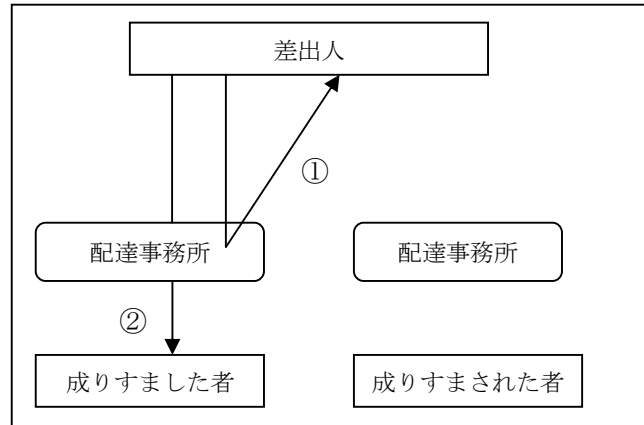 差出人
①
配達事務所
配達事務所
②
成りすました者
成りすまされた者